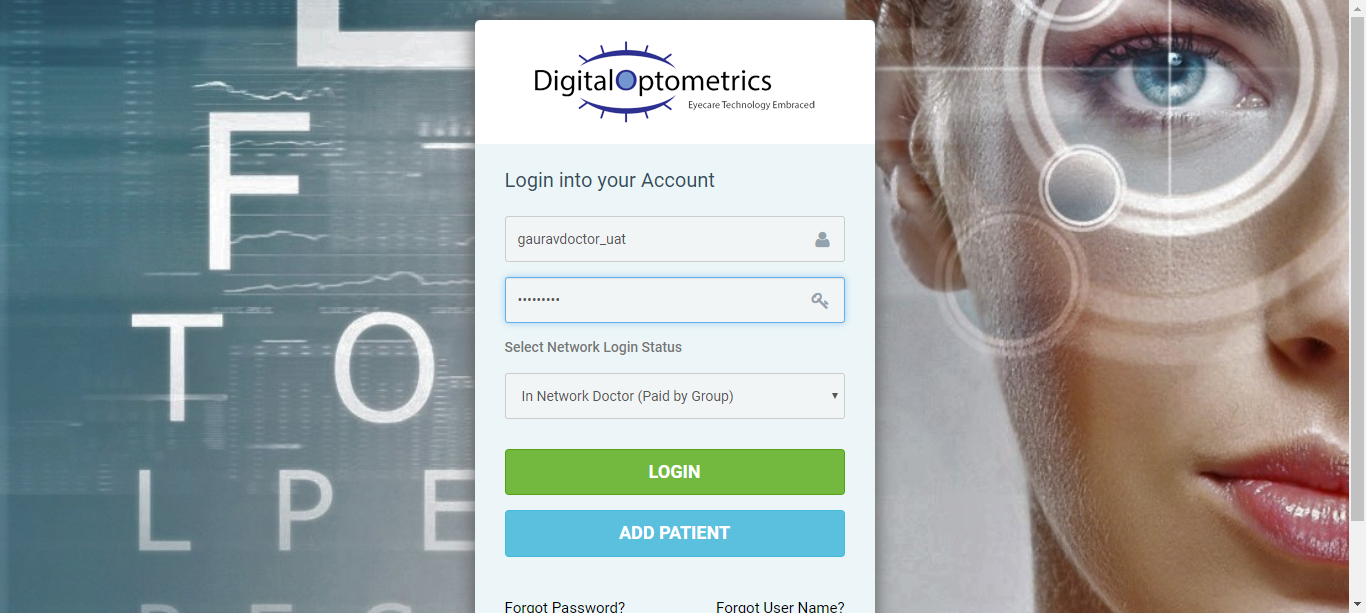 DigitalOptometrics
Eyecare Technology Embraced
Login into your Account
gauravdoctor_uat
•••••••••
Select Network Login Status
In Network Doctor (Paid by Group)
LOGIN
ADD PATIENT
Forgot Password? Forgot User Name?
F
T O
L P E